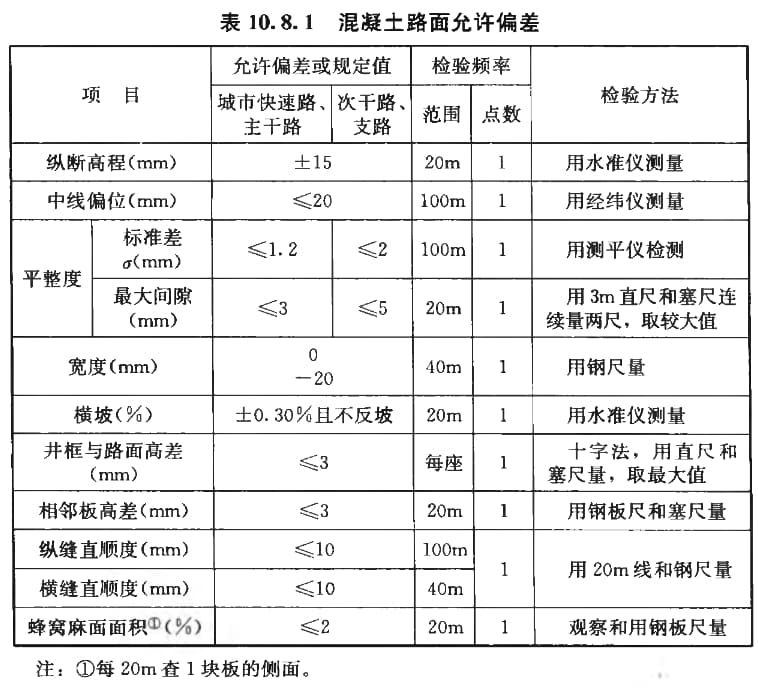 表 10.8.1 混凝土路面允许偏差
项 目 允许偏差或规定值 检验频率 检验方法
城市快速路、主干路 次干路、支路 范围 点数
纵断高程(mm) ±15 20m 1 用水准仪测量
中线偏位(mm) ≤20 100m 1 用经纬仪测量
平整度 标准差σ(mm) ≤1.2 ≤2 100m 1 用测平仪检测
最大间隙(mm) ≤3 ≤5 20m 1 用 3m 直尺和塞尺连续量两尺，取较大值
宽度(mm) 0 −20 40m 1 用钢尺量
横坡(%) ±0.30%且不反坡 20m 1 用水准仪测量
井框与路面高差(mm) ≤3 每座 1 十字法，用直尺和塞尺量，取最大值
相邻板高差(mm) ≤3 20m 1 用钢板尺和塞尺量
纵缝直顺度(mm) ≤10 100m 1 用 20m 线和钢尺量
横缝直顺度(mm) ≤10 40m
蜂窝麻面面积①(%) ≤2 20m 1 观察和用钢板尺量
注：①每 20m 查 1 块板的侧面。